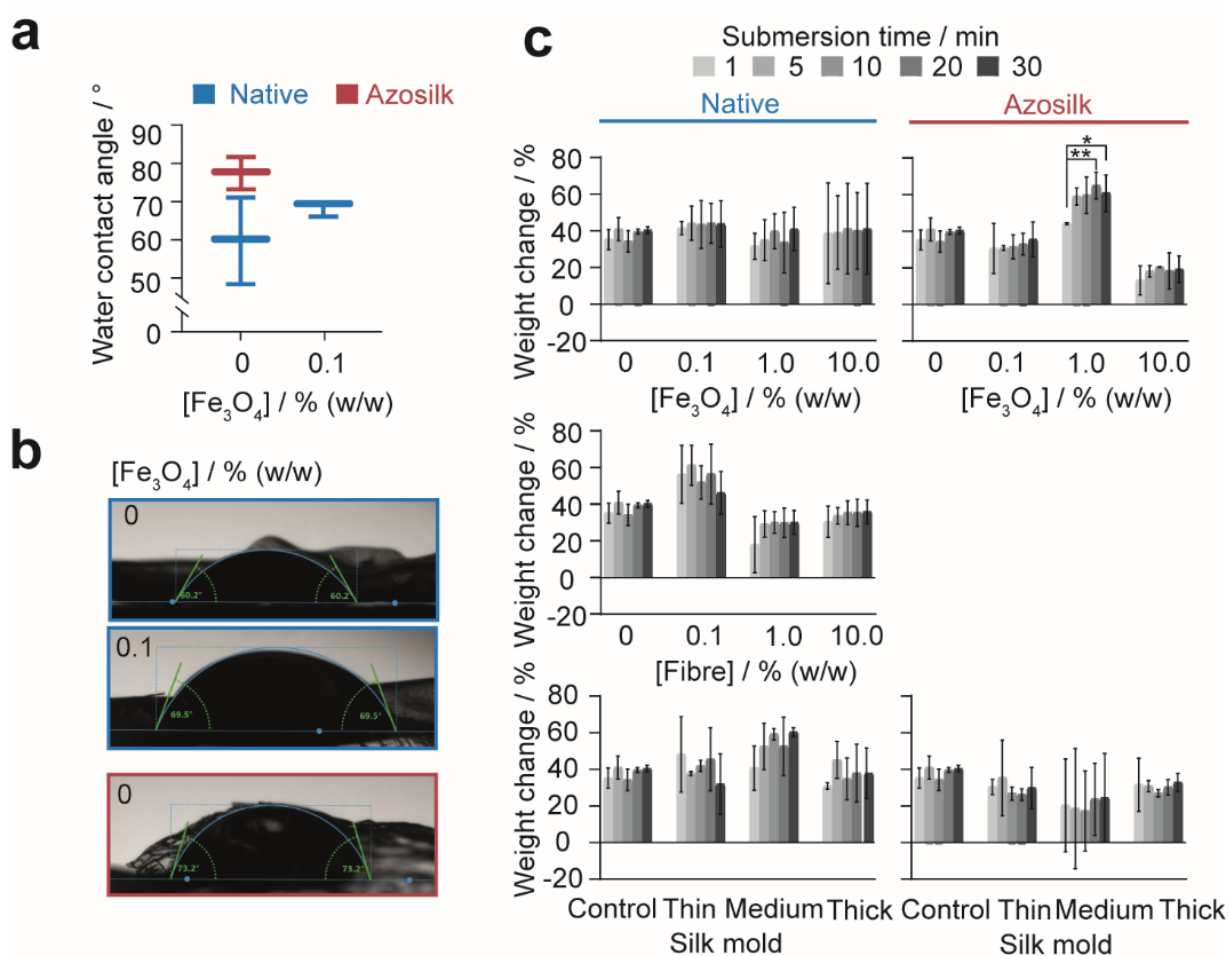 a
Native Azosilk
Water contact angle / °
90
80
70
60
50
0
0 0.1
[Fe3O4] / % (w/w)
b
[Fe3O4] / % (w/w)
0
60.2° 60.2°
0.1
69.5° 69.5°
0
73.2° 73.2°
c
Submersion time / min
1 5 10 20 30
Native Azosilk
Weight change / %
80
60
40
20
0
-20
* 
**
0 0.1 1.0 10.0
[Fe3O4] / % (w/w)
0 0.1 1.0 10.0
[Fe3O4] / % (w/w)
Weight change / %
80
60
40
20
0
-20
0 0.1 1.0 10.0
[Fibre] / % (w/w)
Weight change / %
80
60
40
20
0
-20
Control Thin Medium Thick
Silk mold
Control Thin Medium Thick
Silk mold